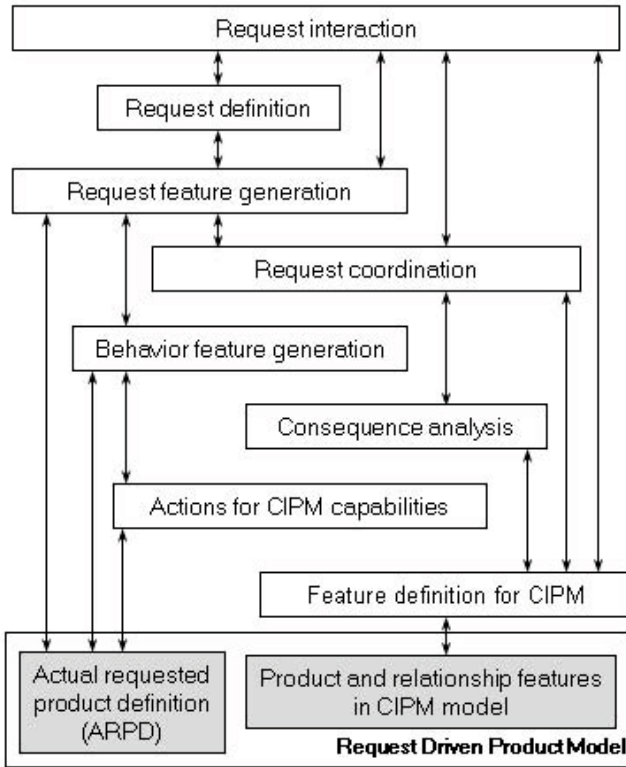 Request interaction
Request definition
Request feature generation
Request coordination
Behavior feature generation
Consequence analysis
Actions for CIPM capabilities
Feature definition for CIPM
Actual requested
product definition
(ARPD)
Product and relationship features
in CIPM model
Request Driven Product Model